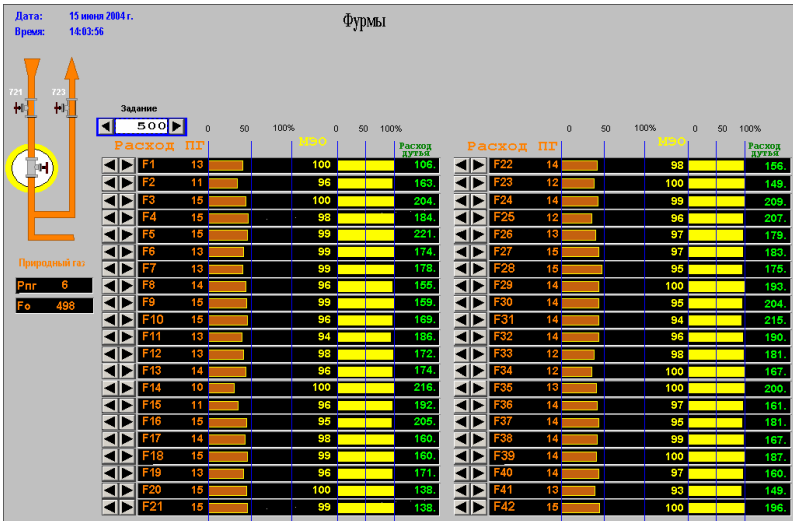 Дата: 15 июня 2004 г.
Время: 14:03:56
Фурмы
721 723
Задание
500
0 50 100% 0 50 100%
0 50 100% 0 50 100%
Расход ПГ МЭО Расход дутья
Расход ПГ МЭО Расход дутья
F1 13 100 106.
F2 11 96 163.
F3 15 100 204.
F4 15 98 184.
F5 15 99 221.
F6 13 99 174.
F7 13 99 178.
F8 14 96 155.
F9 15 99 159.
F10 15 96 169.
F11 13 94 186.
F12 13 98 172.
F13 14 96 174.
F14 10 100 216.
F15 11 96 192.
F16 15 95 205.
F17 14 98 160.
F18 15 99 160.
F19 13 96 171.
F20 15 100 138.
F21 15 99 138.
F22 14 98 156.
F23 12 100 149.
F24 14 99 209.
F25 12 96 207.
F26 13 97 179.
F27 15 97 183.
F28 15 95 175.
F29 14 100 193.
F30 14 95 204.
F31 14 94 215.
F32 14 96 190.
F33 12 98 181.
F34 12 100 167.
F35 13 100 200.
F36 14 97 161.
F37 14 95 181.
F38 14 99 167.
F39 14 100 187.
F40 14 97 160.
F41 13 93 149.
F42 15 100 196.
Природный газ
Рпг 6
Fо 498